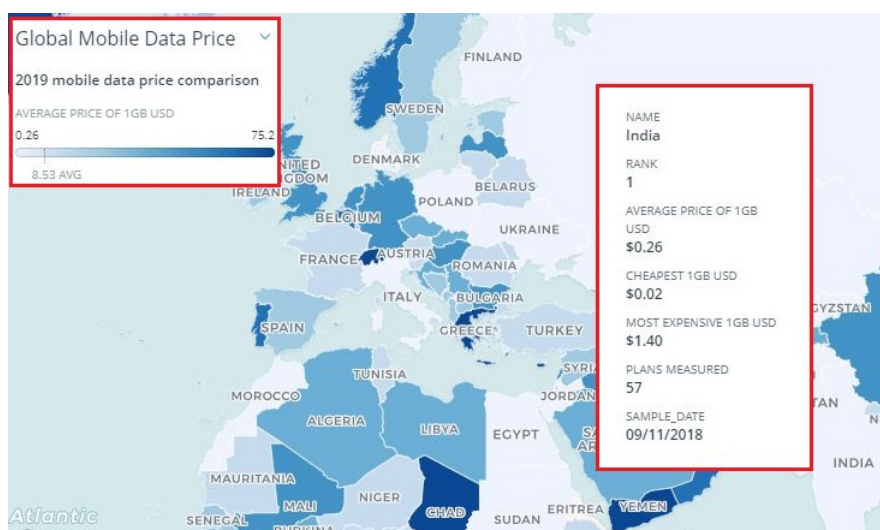 Global Mobile Data Price
2019 mobile data price comparison
AVERAGE PRICE OF 1GB USD
0.26 75.2
8.53 AVG
NAME
India
RANK
1
AVERAGE PRICE OF 1GB
USD
$0.26
CHEAPEST 1GB USD
$0.02
MOST EXPENSIVE 1GB USD
$1.40
PLANS MEASURED
57
SAMPLE_DATE
09/11/2018
FINLAND
SWEDEN
DENMARK
IRELAND
BELARUS
POLAND
BELGIUM
UKRAINE
FRANCE
AUSTRIA
ROMANIA
ITALY
BULGARIA
SPAIN
GREECE
TURKEY
TUNISIA
MOROCCO
ALGERIA
LIBYA
EGYPT
INDIA
MAURITANIA
MALI
NIGER
CHAD
SUDAN
ERITREA
YEMEN
SENEGAL
Atlantic